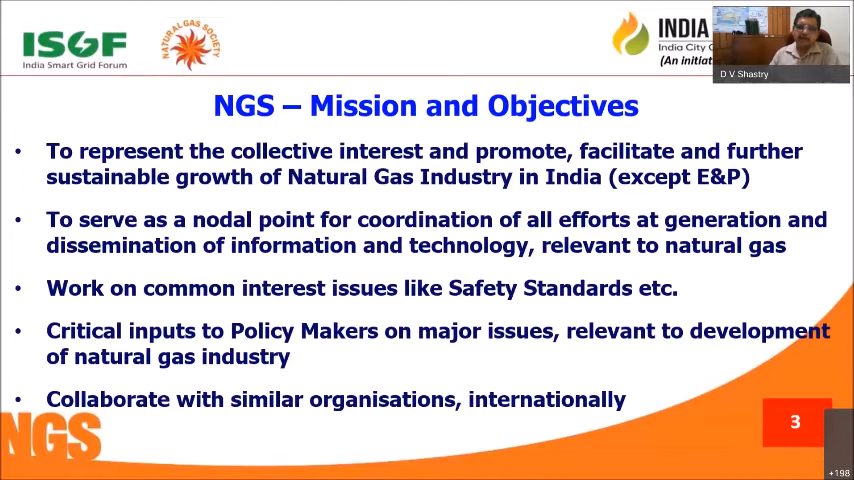 ISGF
India Smart Grid Forum
NATURAL GAS SOCIETY
INDIA
India City G
(An initiat
D V Shastry
NGS – Mission and Objectives
• To represent the collective interest and promote, facilitate and further
sustainable growth of Natural Gas Industry in India (except E&P)
• To serve as a nodal point for coordination of all efforts at generation and
dissemination of information and technology, relevant to natural gas
• Work on common interest issues like Safety Standards etc.
• Critical inputs to Policy Makers on major issues, relevant to development
of natural gas industry
• Collaborate with similar organisations, internationally
NGS
3
+198